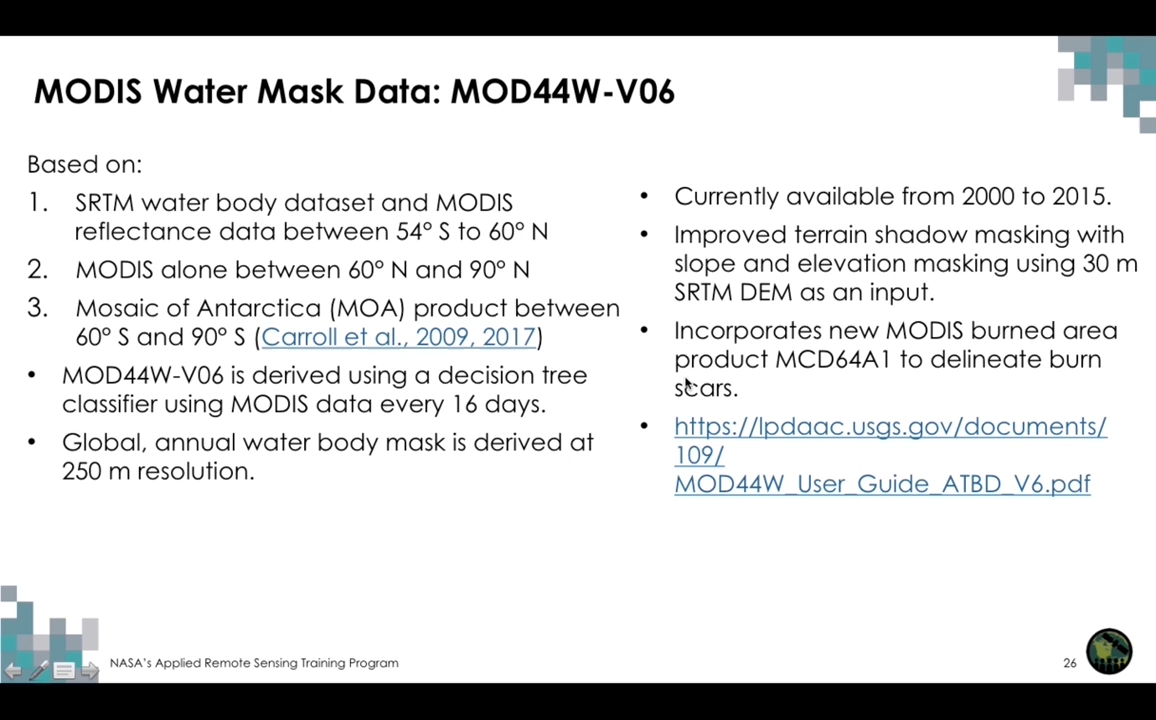 MODIS Water Mask Data: MOD44W-V06
Based on:
1. SRTM water body dataset and MODIS
reflectance data between 54° S to 60° N
2. MODIS alone between 60° N and 90° N
3. Mosaic of Antarctica (MOA) product between
60° S and 90° S (Carroll et al., 2009, 2017)
• MOD44W-V06 is derived using a decision tree
classifier using MODIS data every 16 days.
• Global, annual water body mask is derived at
250 m resolution.
• Currently available from 2000 to 2015.
• Improved terrain shadow masking with
slope and elevation masking using 30 m
SRTM DEM as an input.
• Incorporates new MODIS burned area
product MCD64A1 to delineate burn
scars.
• https://lpdaac.usgs.gov/documents/
109/
MOD44W_User_Guide_ATBD_V6.pdf
NASA's Applied Remote Sensing Training Program
26